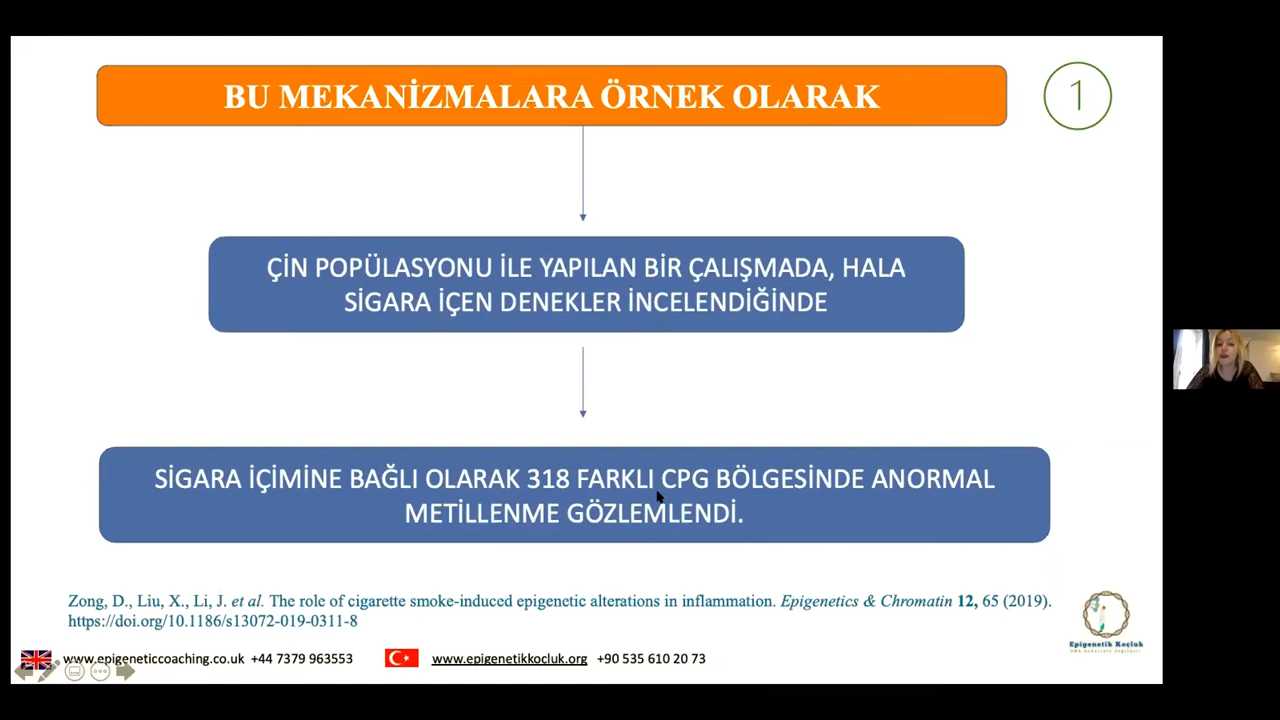 BU MEKANİZMALARA ÖRNEK OLARAK
1
ÇİN POPÜLASYONU İLE YAPILAN BİR ÇALIŞMADA, HALA
SİGARA İÇEN DENEKLER İNCELENDİĞİNDE
SİGARA İÇİMİNE BAĞLI OLARAK 318 FARKLI CPG BÖLGESİNDE ANORMAL
METİLLENME GÖZLEMLENDİ.
Zong, D., Liu, X., Li, J. et al. The role of cigarette smoke-induced epigenetic alterations in inflammation. Epigenetics & Chromatin 12, 65 (2019).
https://doi.org/10.1186/s13072-019-0311-8
Epigenetik Koçluk
www.epigeneticcoaching.co.uk +44 7379 963553
www.epigenetikkocluk.org +90 535 610 20 73